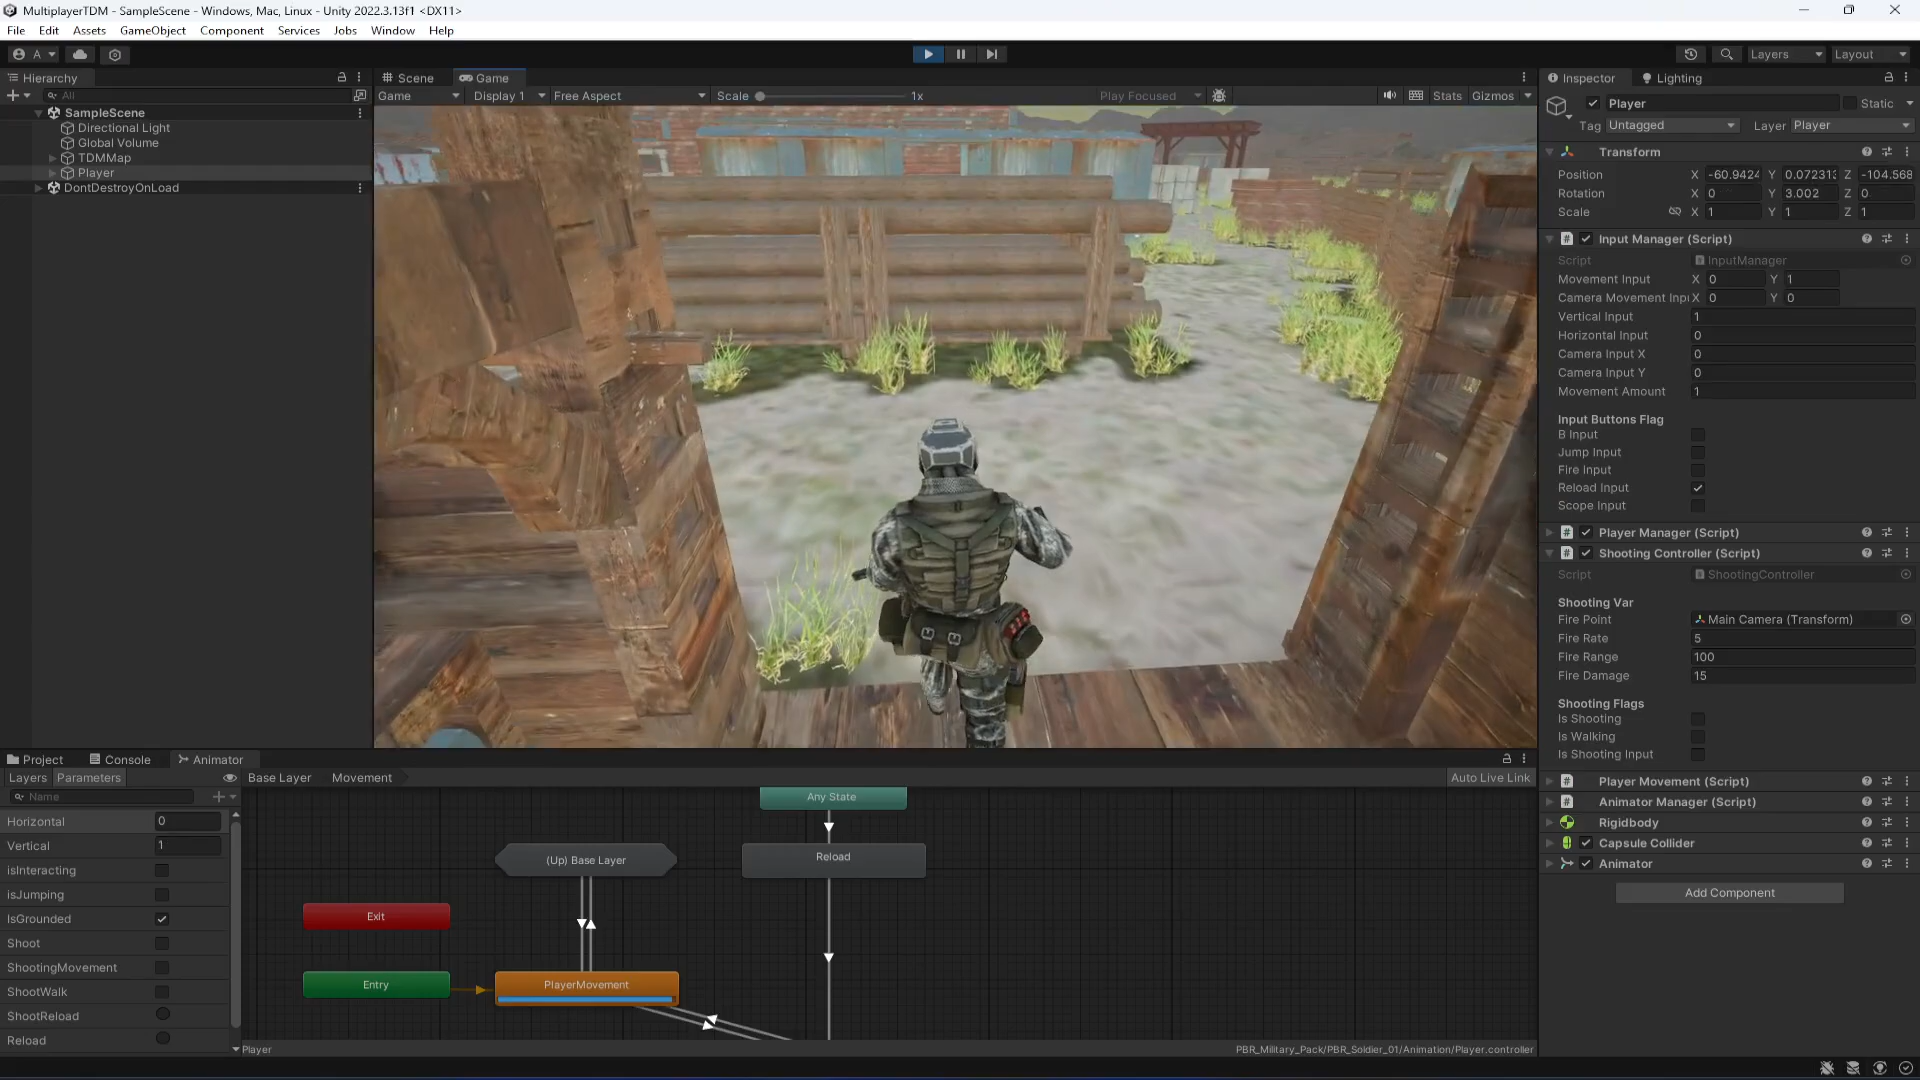 MultiplayerTDM - SampleScene - Windows, Mac, Linux - Unity 2022.3.13f1 <DX11>
File Edit Assets GameObject Component Services Jobs Window Help
A Layers Layout
Hierarchy
All
SampleScene
Directional Light
Global Volume
TDMMap
Player
DontDestroyOnLoad
Scene Game
Game Display 1 Free Aspect Scale 1x Play Focused Stats Gizmos
Inspector Lighting
Player Static
Tag Untagged Layer Player
Transform
Position X -60.9424 Y 0.072313 Z -104.568
Rotation X 0 Y 3.002 Z 0
Scale X 1 Y 1 Z 1
Input Manager (Script)
Script InputManager
Movement Input X 0 Y 1
Camera Movement Inpu X 0 Y 0
Vertical Input 1
Horizontal Input 0
Camera Input X 0
Camera Input Y 0
Movement Amount 1
Input Buttons Flag
B Input
Jump Input
Fire Input
Reload Input
Scope Input
Player Manager (Script)
Shooting Controller (Script)
Script ShootingController
Shooting Var
Fire Point Main Camera (Transform)
Fire Rate 5
Fire Range 100
Fire Damage 15
Shooting Flags
Is Shooting
Is Walking
Is Shooting Input
Player Movement (Script)
Animator Manager (Script)
Rigidbody
Capsule Collider
Animator
Add Component
Project Console Animator
Layers Parameters Base Layer Movement Auto Live Link
Name
Horizontal 0
Vertical 1
isInteracting
isJumping
IsGrounded
Shoot
ShootingMovement
ShootWalk
ShootReload
Reload
Any State
(Up) Base Layer
Reload
Exit
Entry
PlayerMovement
Player
PBR_Military_Pack/PBR_Soldier_01/Animation/Player.controller